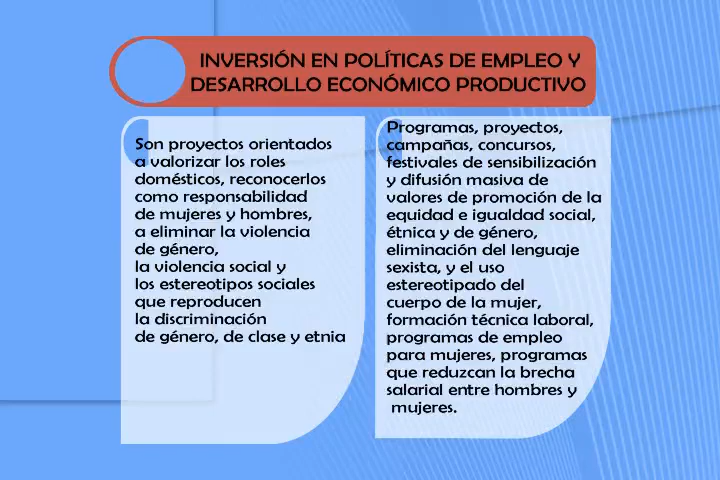 INVERSIÓN EN POLÍTICAS DE EMPLEO Y
DESARROLLO ECONÓMICO PRODUCTIVO
Son proyectos orientados
a valorizar los roles
domésticos, reconocerlos
como responsabilidad
de mujeres y hombres,
a eliminar la violencia
de género,
la violencia social y
los estereotipos sociales
que reproducen
la discriminación
de género, de clase y etnia
Programas, proyectos,
campañas, concursos,
festivales de sensibilización
y difusión masiva de
valores de promoción de la
equidad e igualdad social,
étnica y de género,
eliminación del lenguaje
sexista, y el uso
estereotipado del
cuerpo de la mujer,
formación técnica laboral,
programas de empleo
para mujeres, programas
que reduzcan la brecha
salarial entre hombres y
mujeres.